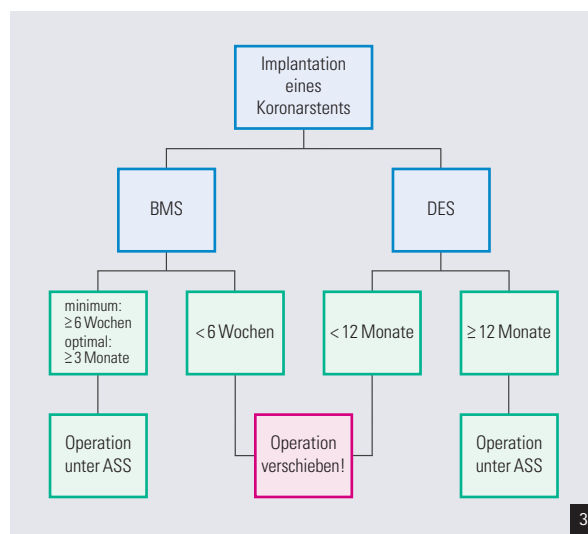 Implantation
eines
Koronarstents
BMS
DES
minimum:
≥ 6 Wochen
optimal:
≥ 3 Monate
< 6 Wochen
< 12 Monate
≥ 12 Monate
Operation
unter ASS
Operation
verschieben!
Operation
unter ASS
3